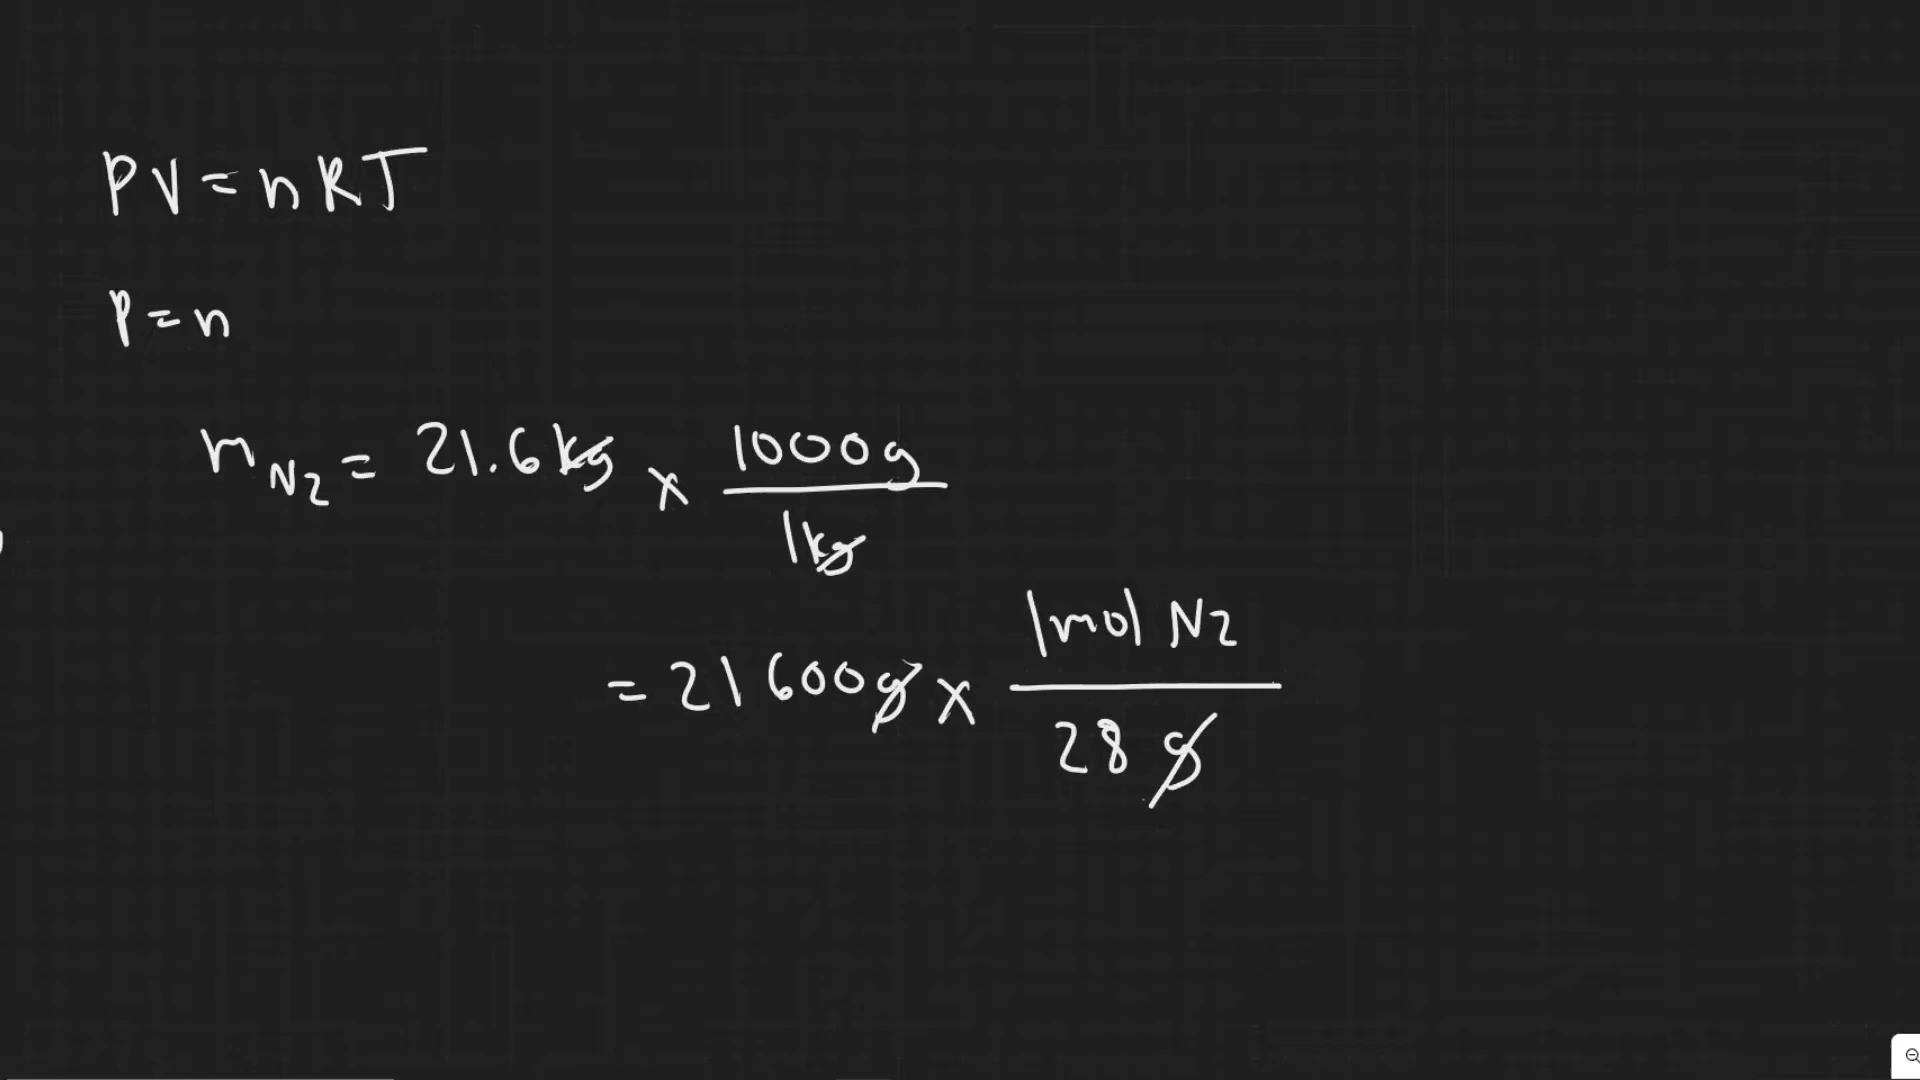 PV = nRT
P = n
m N2 = 21.6 kg x 1000g / 1kg
= 21600g x 1mol N2 / 28 g